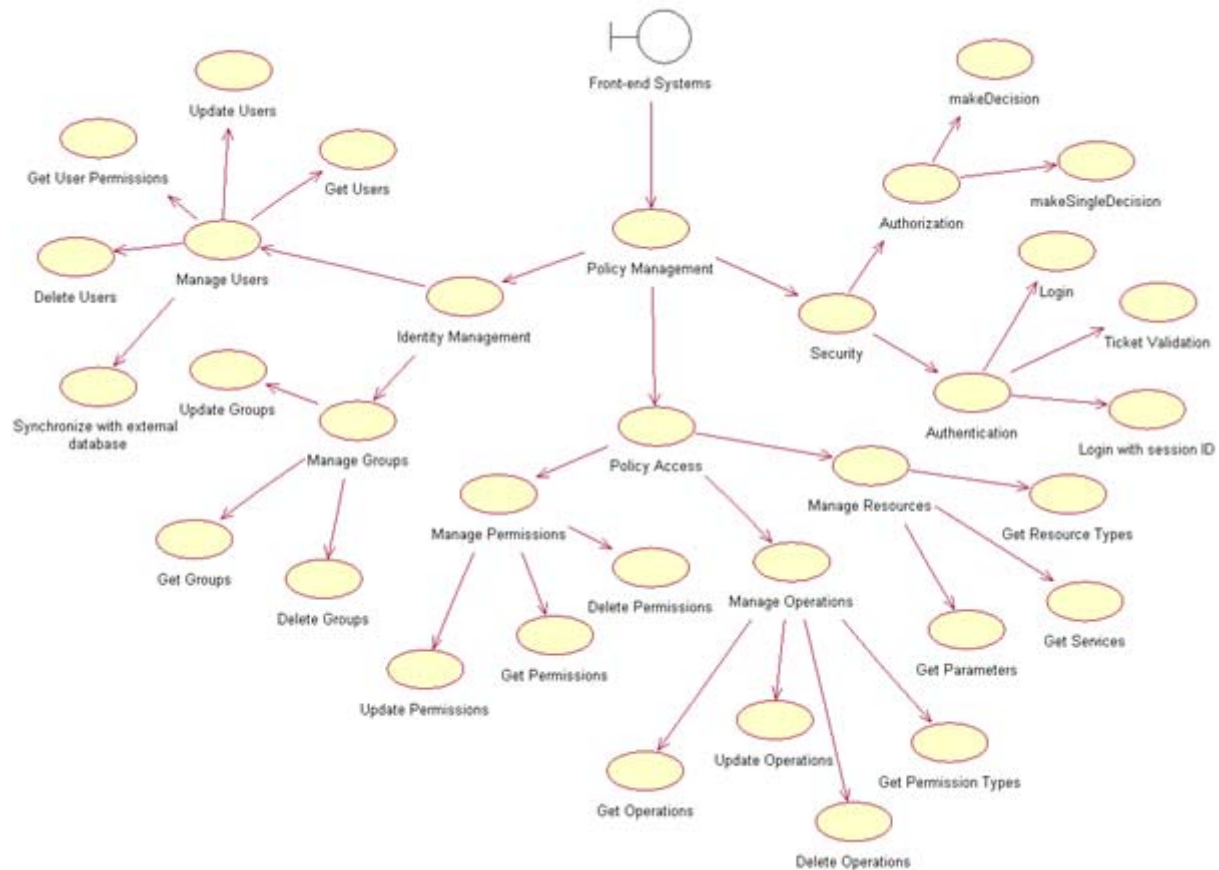 Front-end Systems
makeDecision
Update Users
Get User Permissions
Get Users
makeSingleDecision
Authorization
Policy Management
Manage Users
Delete Users
Login
Identity Management
Security
Ticket Validation
Update Groups
Synchronize with external
database
Authentication
Login with session ID
Manage Groups
Policy Access
Manage Resources
Get Resource Types
Manage Permissions
Get Groups
Delete Groups
Delete Permissions
Manage Operations
Get Services
Get Parameters
Get Permissions
Update Permissions
Update Operations
Get Permission Types
Get Operations
Delete Operations